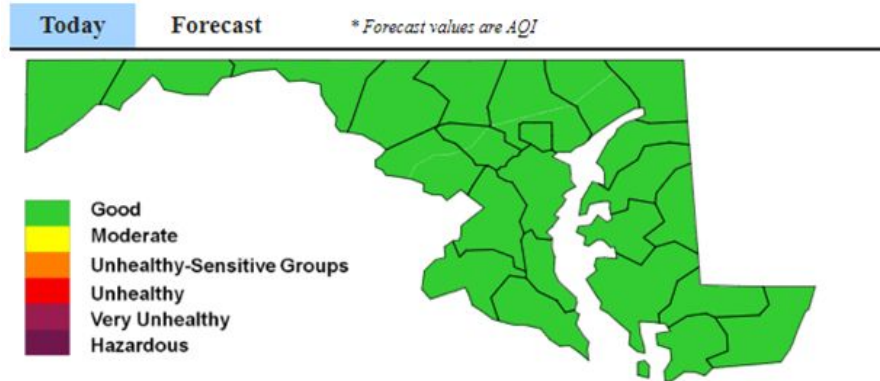 Today Forecast * Forecast values are AQI
Good
Moderate
Unhealthy-Sensitive Groups
Unhealthy
Very Unhealthy
Hazardous